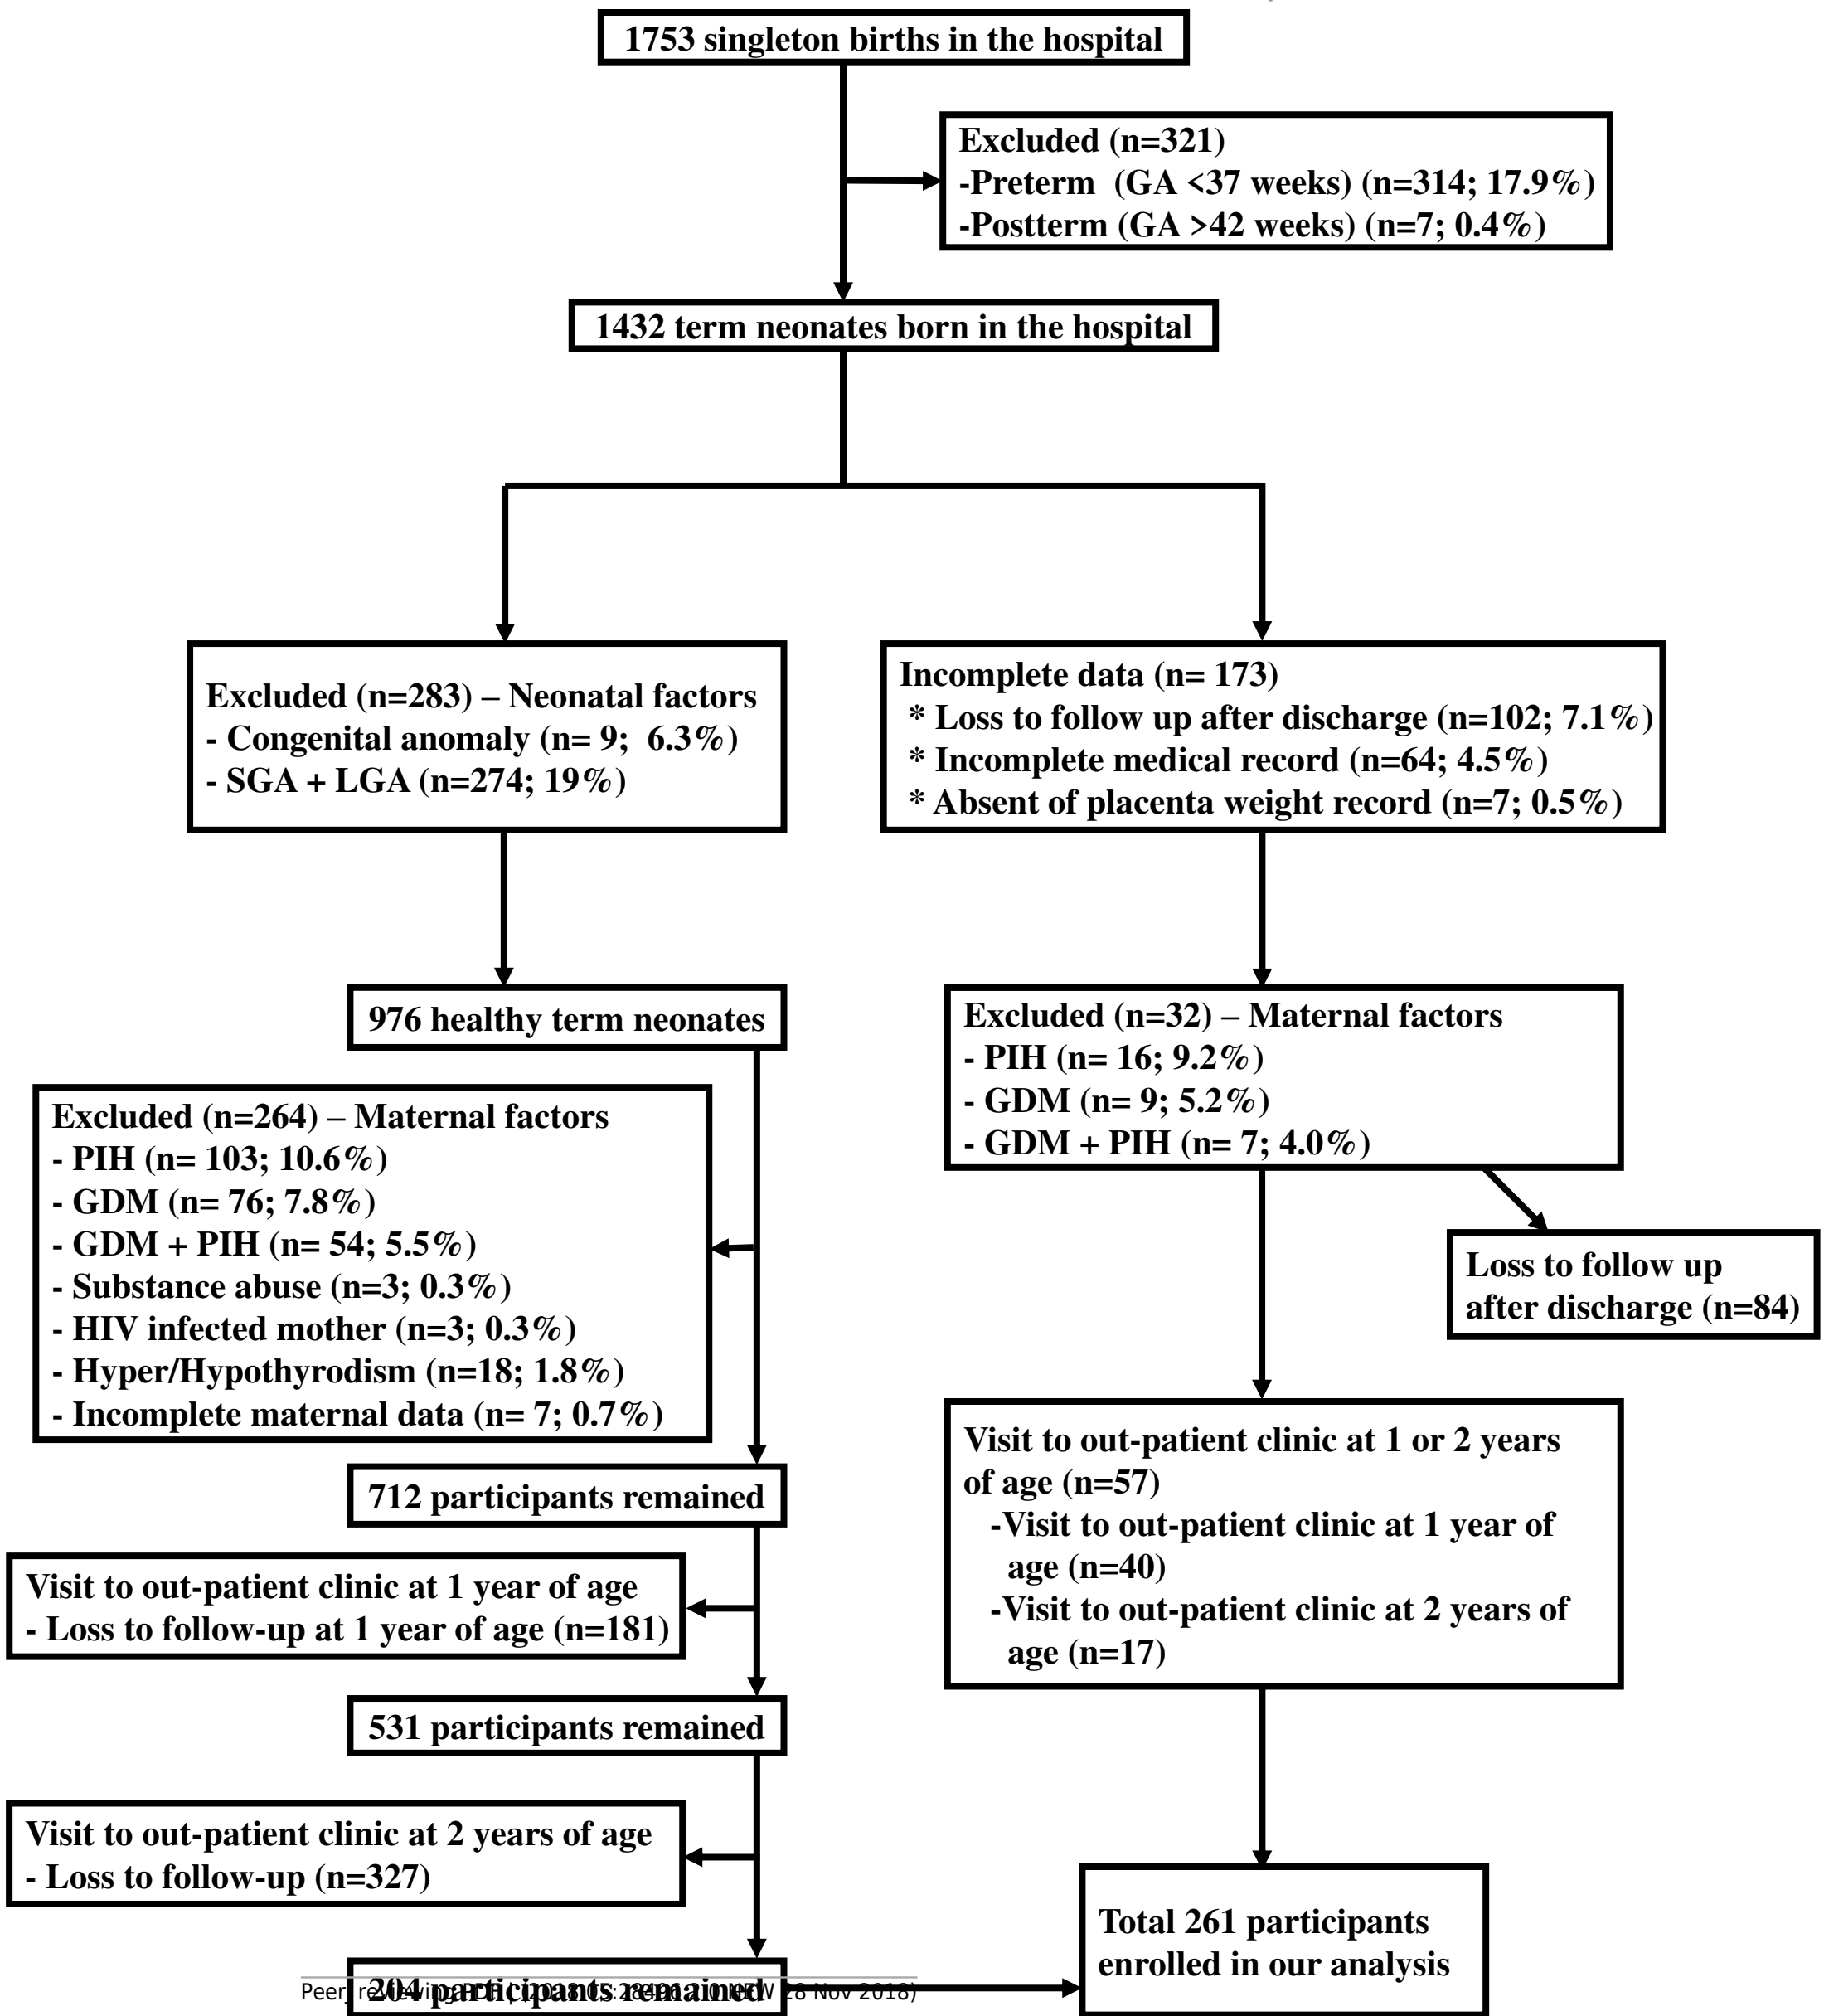 1753 singleton births in the hospital
Excluded (n=321)
-Preterm (GA <37 weeks) (n=314; 17.9%)
-Postterm (GA >42 weeks) (n=7; 0.4%)
1432 term neonates born in the hospital
Excluded (n=283) – Neonatal factors
- Congenital anomaly (n= 9; 6.3%)
- SGA + LGA (n=274; 19%)
Incomplete data (n= 173)
* Loss to follow up after discharge (n=102; 7.1%)
* Incomplete medical record (n=64; 4.5%)
* Absent of placenta weight record (n=7; 0.5%)
976 healthy term neonates
Excluded (n=32) – Maternal factors
- PIH (n= 16; 9.2%)
- GDM (n= 9; 5.2%)
- GDM + PIH (n= 7; 4.0%)
Excluded (n=264) – Maternal factors
- PIH (n= 103; 10.6%)
- GDM (n= 76; 7.8%)
- GDM + PIH (n= 54; 5.5%)
- Substance abuse (n=3; 0.3%)
- HIV infected mother (n=3; 0.3%)
- Hyper/Hypothyrodism (n=18; 1.8%)
- Incomplete maternal data (n= 7; 0.7%)
Loss to follow up
after discharge (n=84)
Visit to out-patient clinic at 1 or 2 years
of age (n=57)
-Visit to out-patient clinic at 1 year of
age (n=40)
-Visit to out-patient clinic at 2 years of
age (n=17)
712 participants remained
Visit to out-patient clinic at 1 year of age
- Loss to follow-up at 1 year of age (n=181)
531 participants remained
Visit to out-patient clinic at 2 years of age
- Loss to follow-up (n=327)
Total 261 participants
enrolled in our analysis
204 participants remained
PeerJ reviewing PDF | NEW 28 Nov 2018)